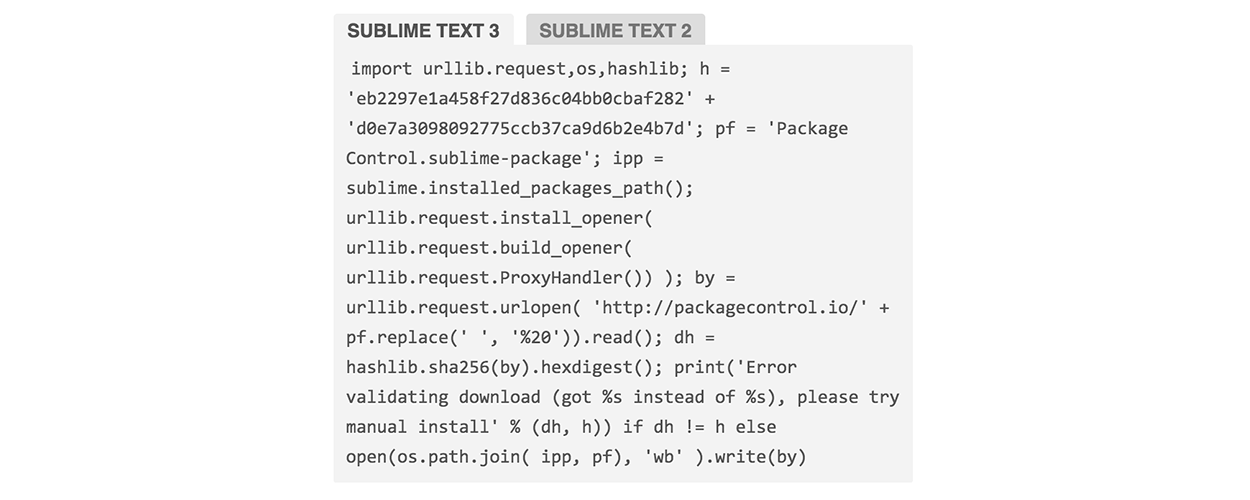 SUBLIME TEXT 3 SUBLIME TEXT 2
import urllib.request,os,hashlib; h =
'eb2297e1a458f27d836c04bb0cbaf282' +
'd0e7a3098092775ccb37ca9d6b2e4b7d'; pf = 'Package
Control.sublime-package'; ipp =
sublime.installed_packages_path();
urllib.request.install_opener(
urllib.request.build_opener(
urllib.request.ProxyHandler()) ); by =
urllib.request.urlopen( 'http://packagecontrol.io/' +
pf.replace(' ', '%20')).read(); dh =
hashlib.sha256(by).hexdigest(); print('Error
validating download (got %s instead of %s), please try
manual install' % (dh, h)) if dh != h else
open(os.path.join( ipp, pf), 'wb' ).write(by)